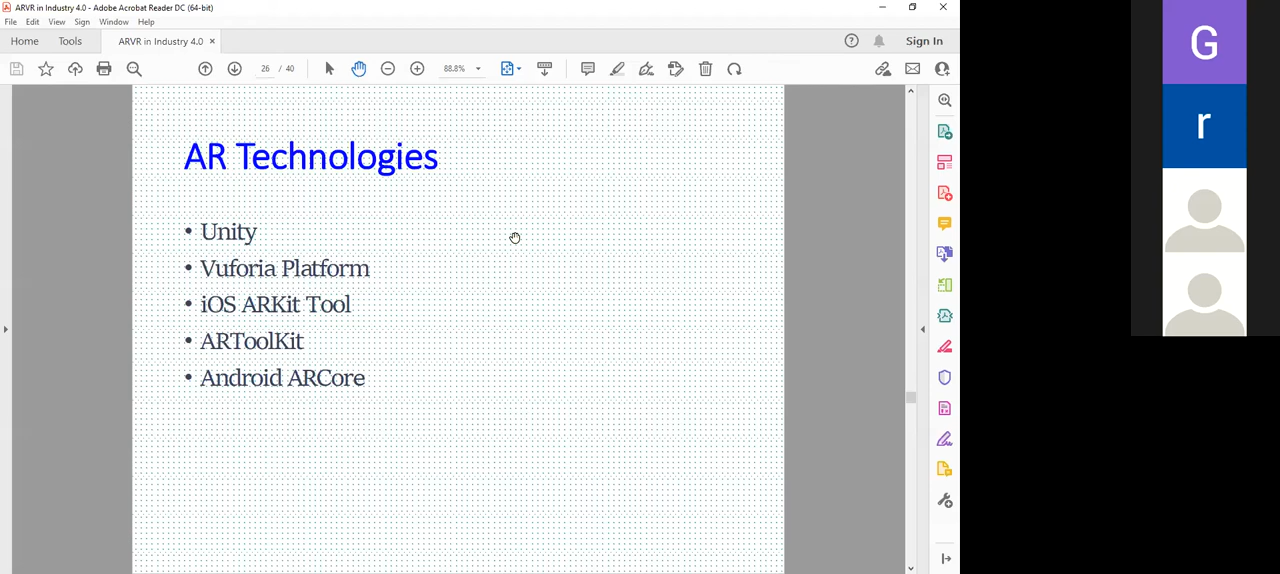 ARVR in Industry 4.0 - Adobe Acrobat Reader DC (64-bit)
File Edit View Sign Window Help
Home Tools ARVR in Industry 4.0 × Sign In
26 / 40 88.8%
AR Technologies
• Unity
• Vuforia Platform
• iOS ARKit Tool
• ARToolKit
• Android ARCore
G
r